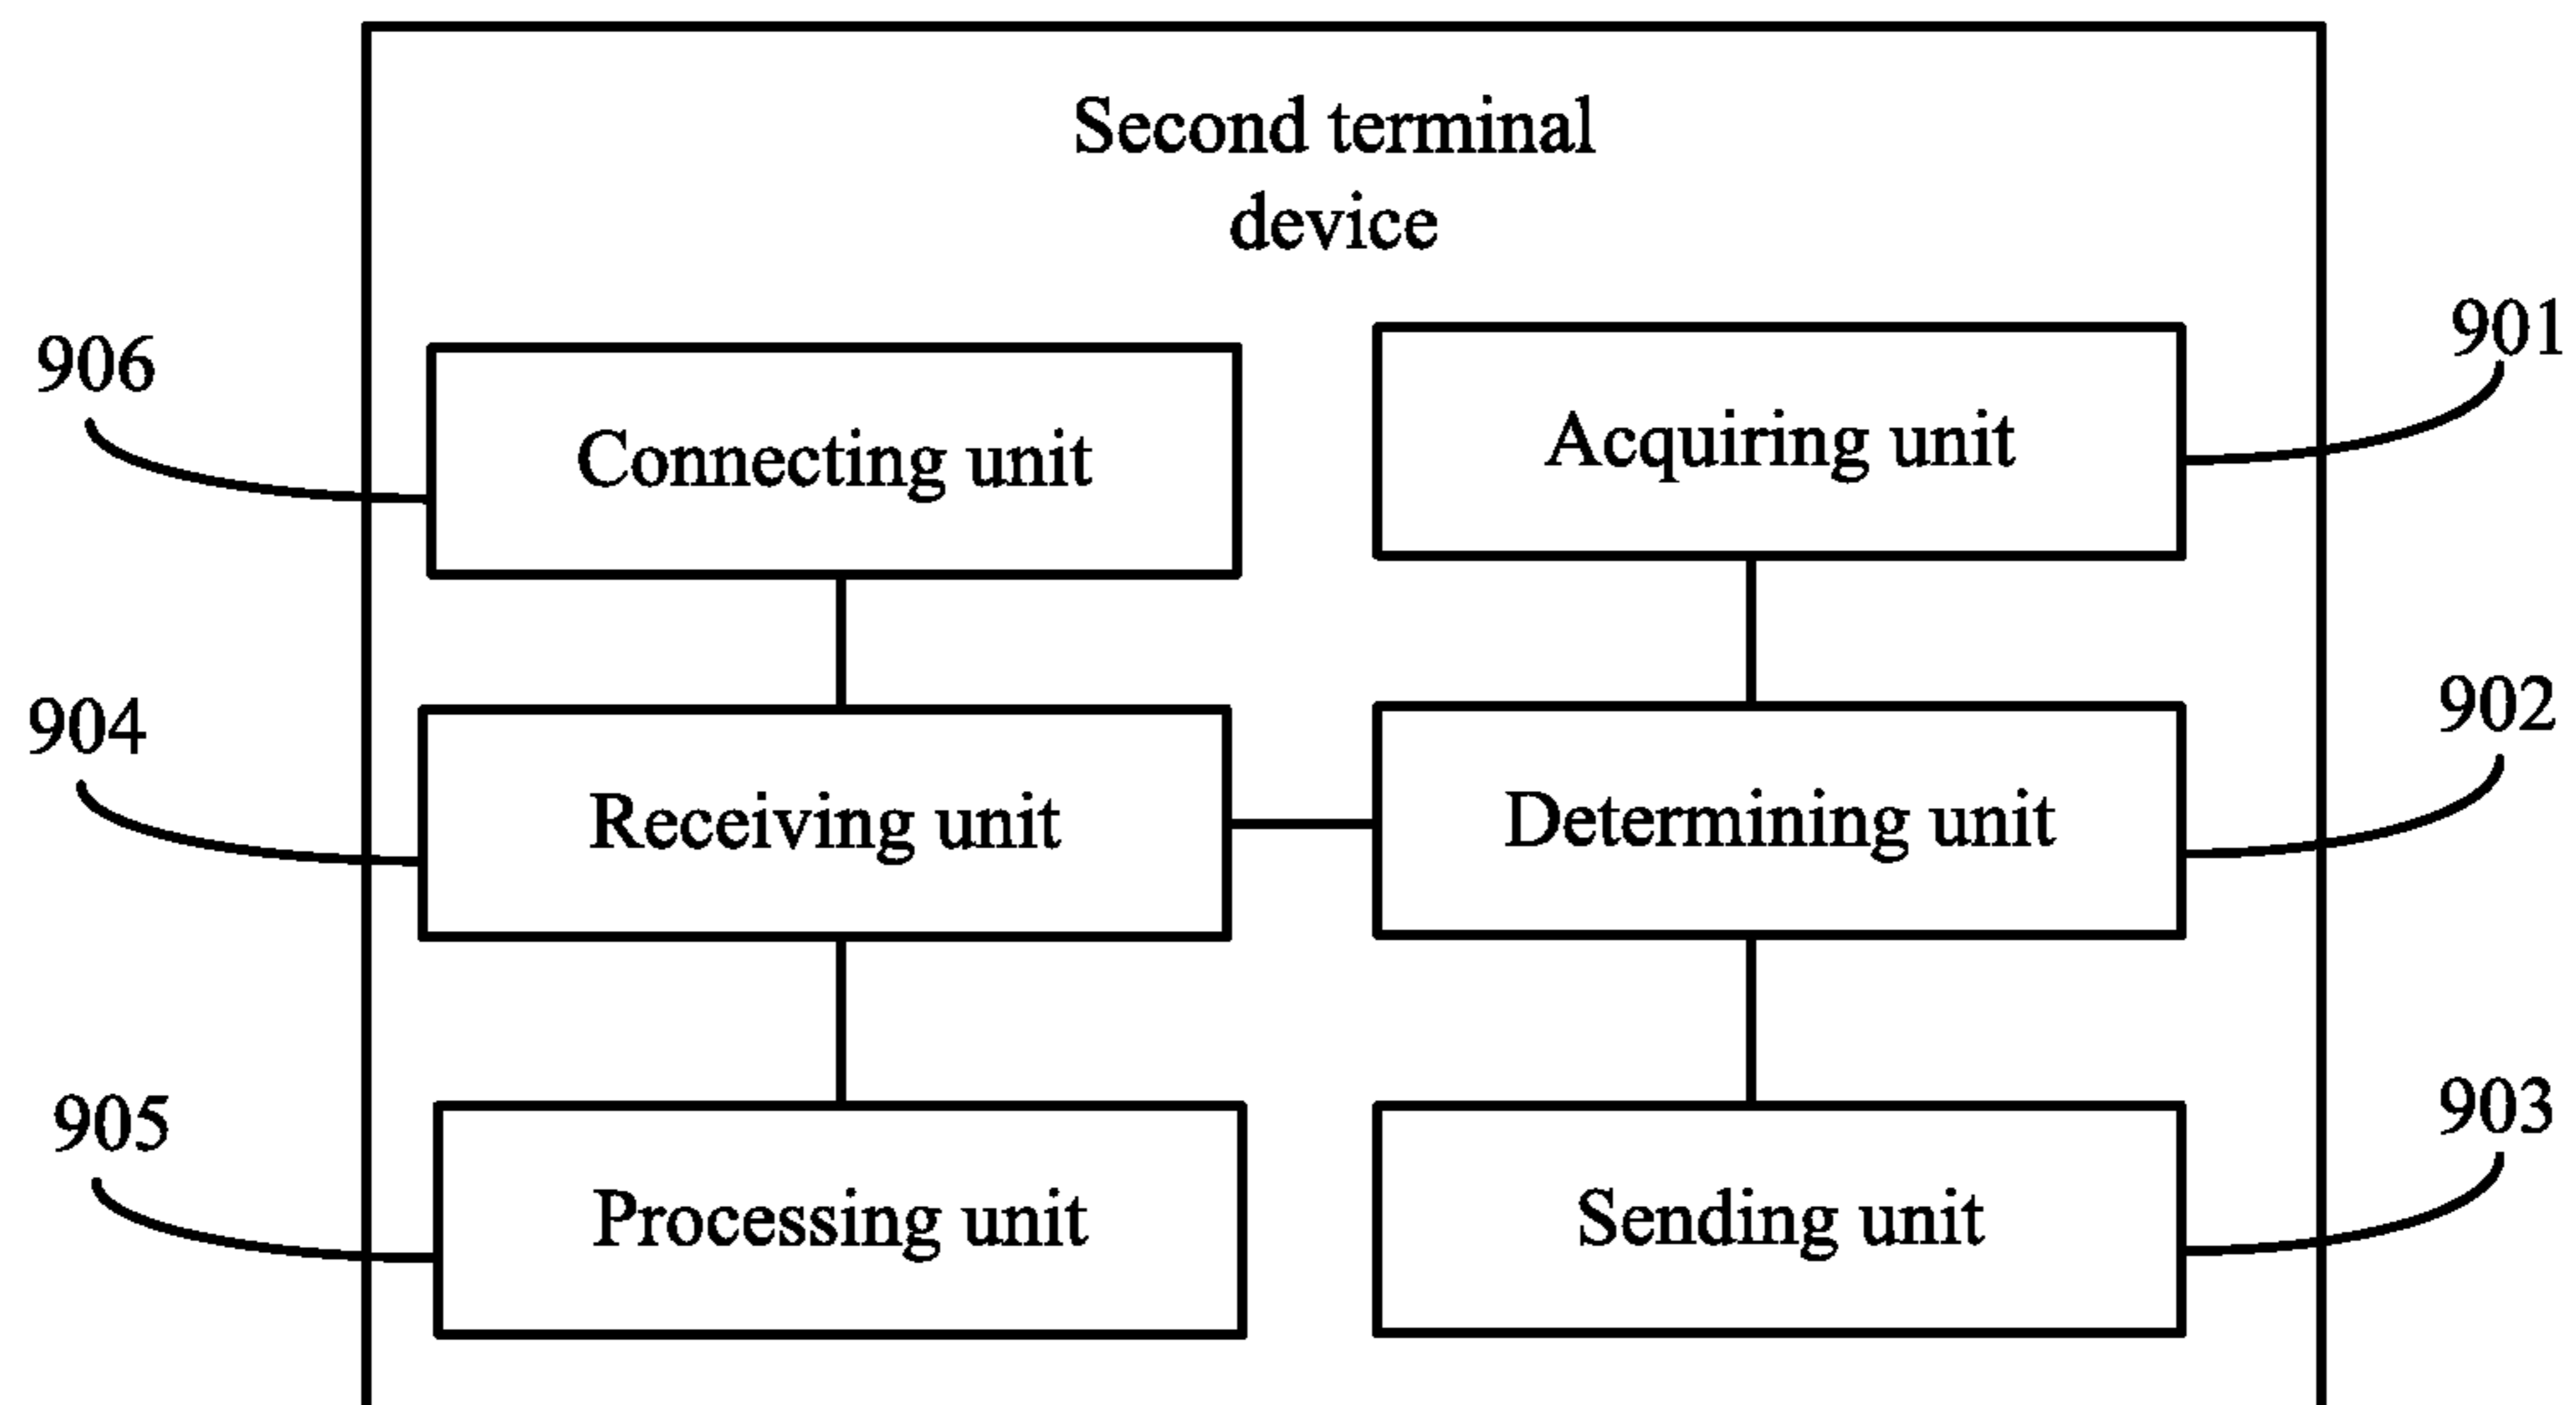 Second terminal
device
906
Connecting unit
Acquiring unit
901
904
Receiving unit
Determining unit
902
905
Processing unit
Sending unit
903